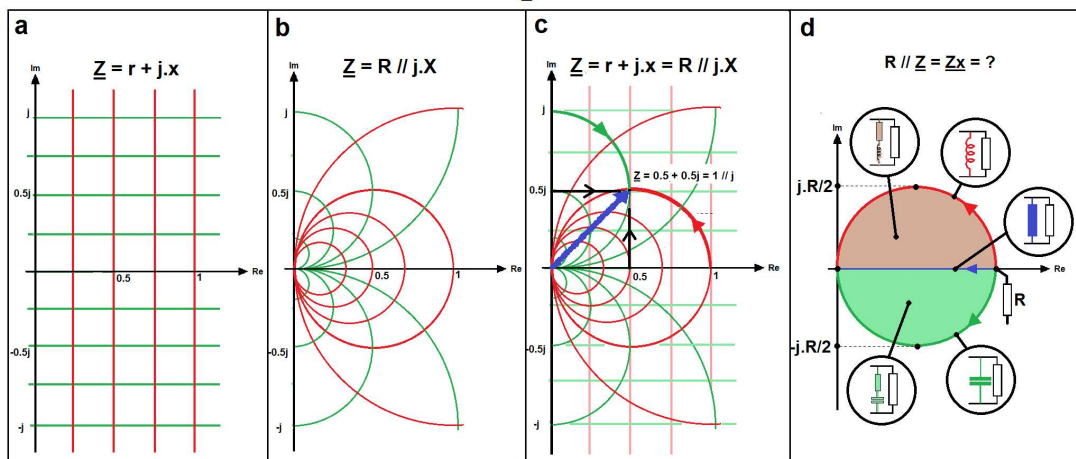 a
Im
Z = r + j.x
j
0.5j
0.5
1
Re
-0.5j
-j
b
Im
Z = R // j.X
j
0.5j
0.5
1
Re
-0.5j
-j
c
Im
Z = r + j.x = R // j.X
j
Z = 0.5 + 0.5j = 1 // j
0.5j
0.5
1
Re
-0.5j
-j
d
R // Z = Zx = ?
Im
j.R/2
Re
R
-j.R/2